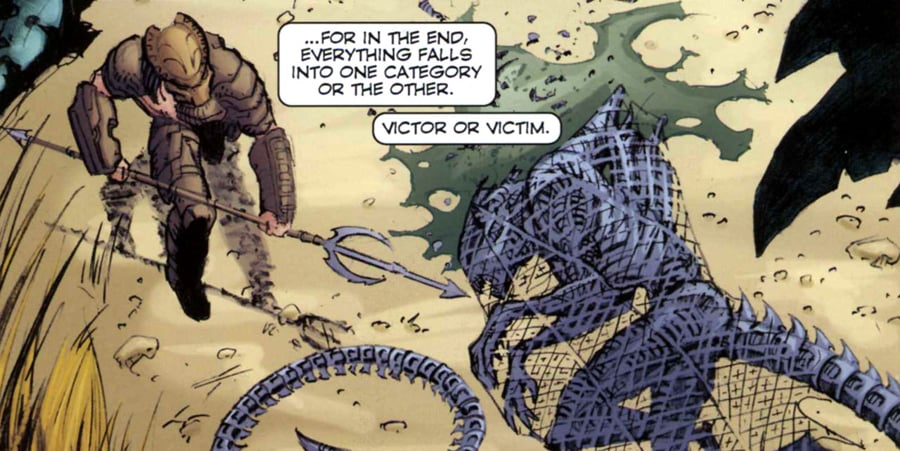 ...FOR IN THE END,
EVERYTHING FALLS
INTO ONE CATEGORY
OR THE OTHER.
VICTOR OR VICTIM.